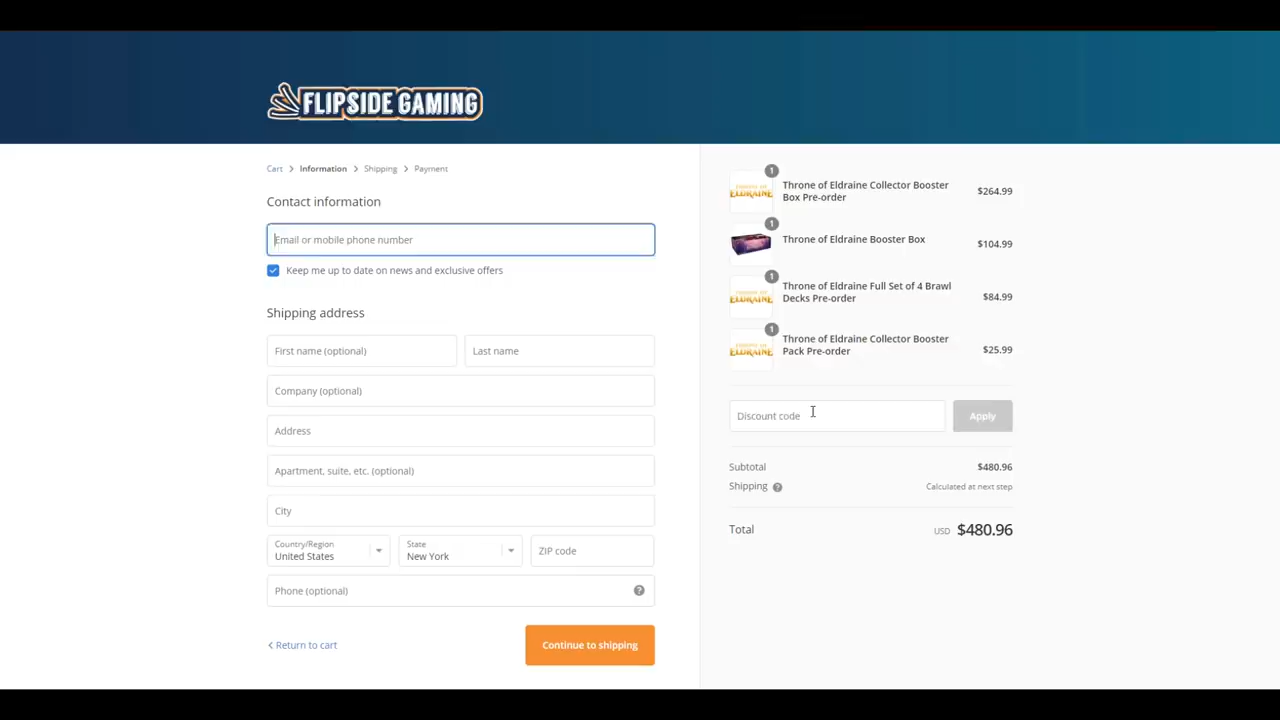 FLIPSIDE GAMING
Cart > Information > Shipping > Payment
Contact information
Email or mobile phone number
Keep me up to date on news and exclusive offers
Shipping address
First name (optional)
Last name
Company (optional)
Address
Apartment, suite, etc. (optional)
City
Country/Region
United States
State
New York
ZIP code
Phone (optional)
?
< Return to cart
Continue to shipping
1
ELDRAINE
Throne of Eldraine Collector Booster
Box Pre-order
$264.99
1
Throne of Eldraine Booster Box
$104.99
1
ELDRAINE
Throne of Eldraine Full Set of 4 Brawl
Decks Pre-order
$84.99
1
ELDRAINE
Throne of Eldraine Collector Booster
Pack Pre-order
$25.99
Discount code
Apply
Subtotal
$480.96
Shipping ?
Calculated at next step
Total
USD $480.96